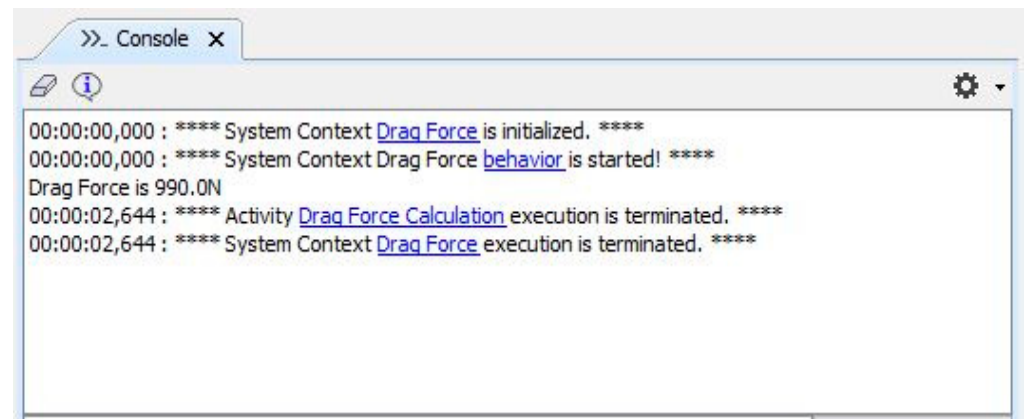 Console
00:00:00,000 : **** System Context Drag Force is initialized. ****
00:00:00,000 : **** System Context Drag Force behavior is started! ****
Drag Force is 990.0N
00:00:02,644 : **** Activity Drag Force Calculation execution is terminated. ****
00:00:02,644 : **** System Context Drag Force execution is terminated. ****